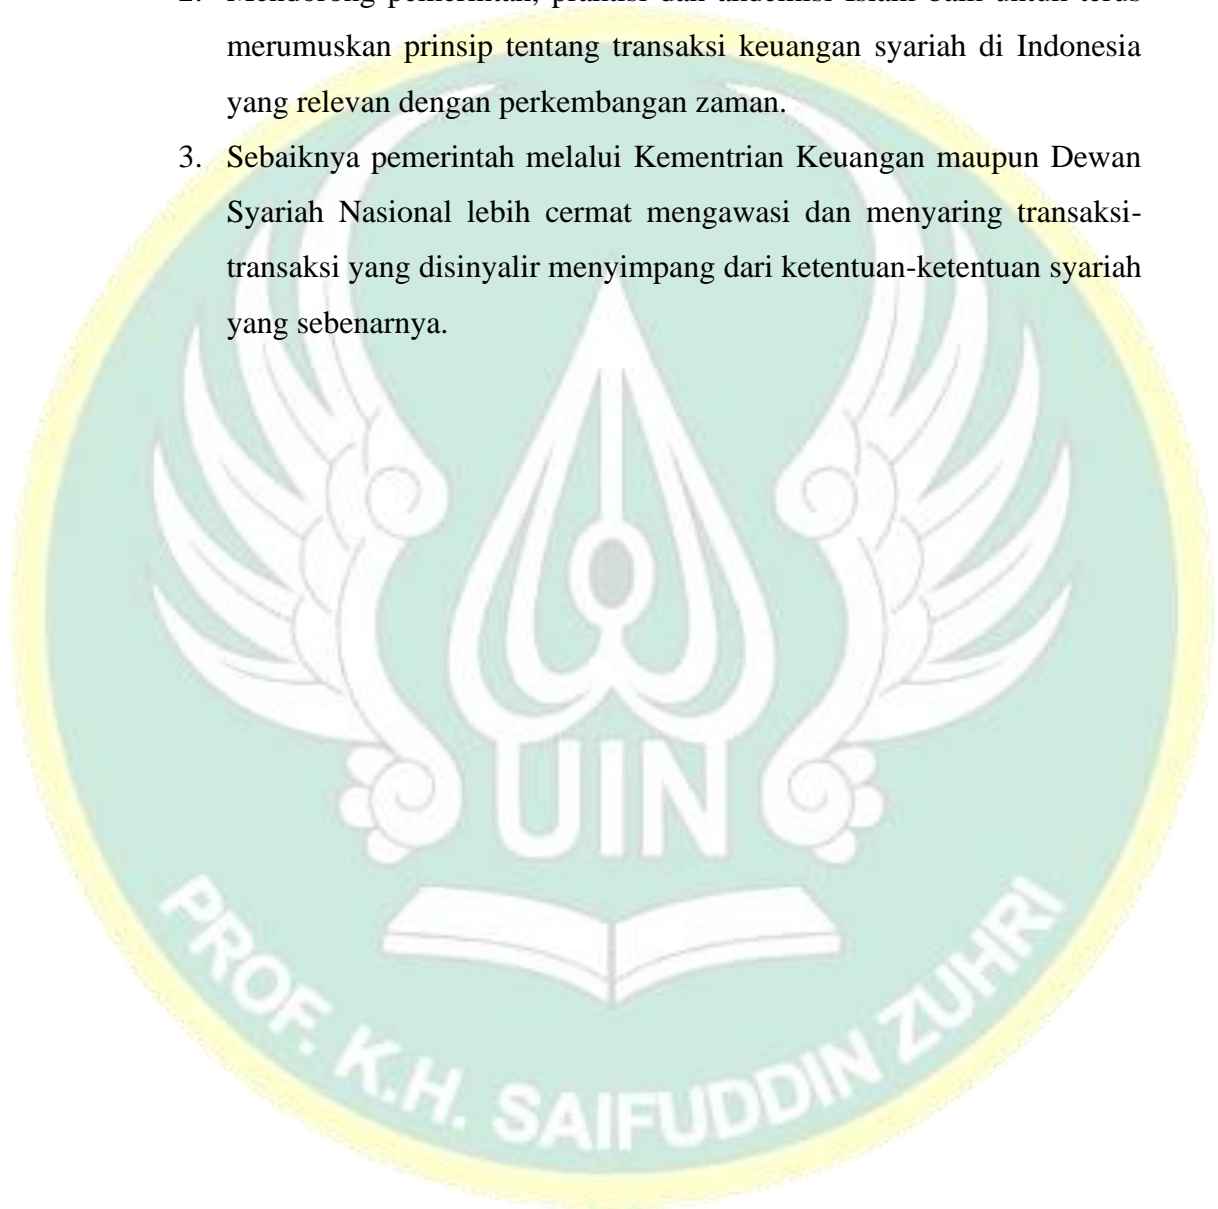 merumuskan prinsip tentang transaksi keuangan syariah di Indonesia
yang relevan dengan perkembangan zaman.
3. Sebaiknya pemerintah melalui Kementrian Keuangan maupun Dewan
Syariah Nasional lebih cermat mengawasi dan menyaring transaksi-
transaksi yang disinyalir menyimpang dari ketentuan-ketentuan syariah
yang sebenarnya.
UIN
PROF. K.H. SAIFUDDIN ZUHRI